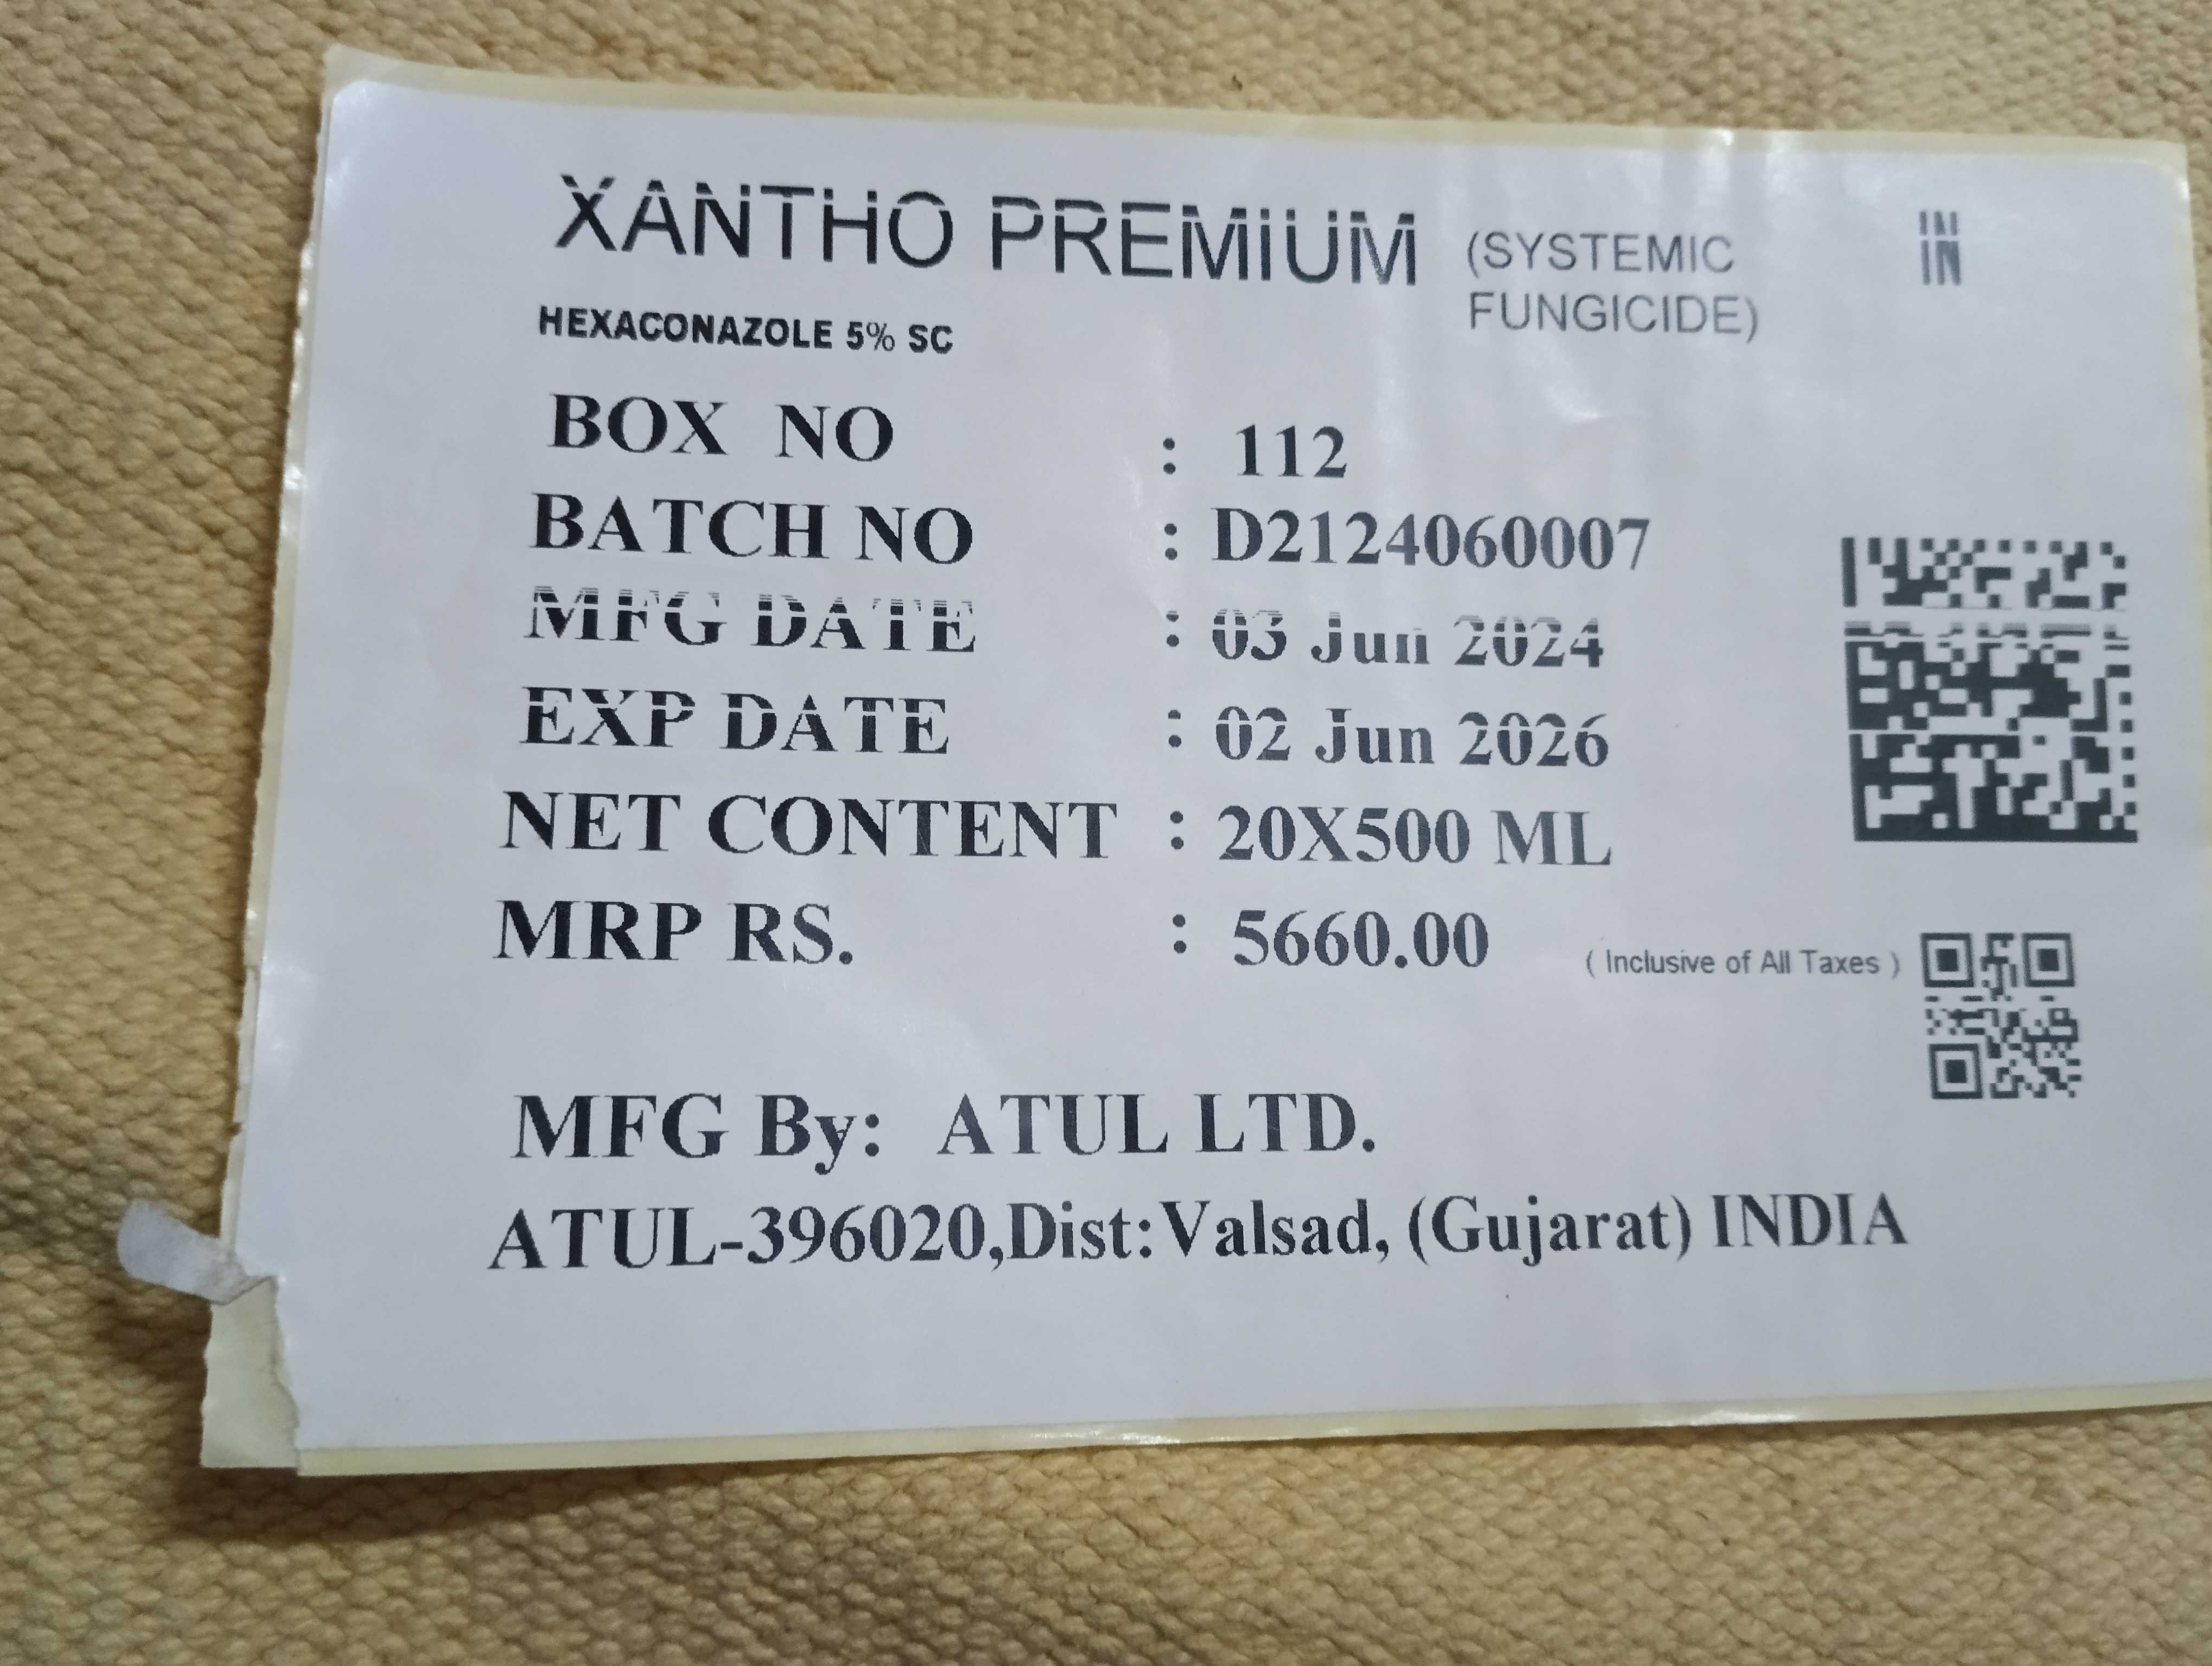 XANTHO PREMIUM (SYSTEMIC FUNGICIDE) IN
HEXACONAZOLE 5% SC
BOX NO : 112
BATCH NO : D2124060007
MFG DATE : 03 Jun 2024
EXP DATE : 02 Jun 2026
NET CONTENT : 20X500 ML
MRP RS. : 5660.00 ( Inclusive of All Taxes )
MFG By: ATUL LTD.
ATUL-396020,Dist:Valsad, (Gujarat) INDIA